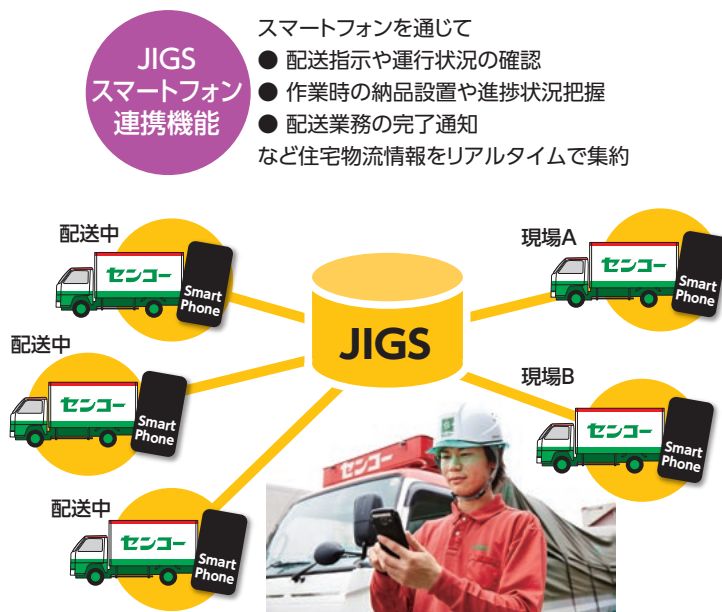 JIGS
スマートフォン
連携機能
スマートフォンを通じて
● 配送指示や運行状況の確認
● 作業時の納品設置や進捗状況把握
● 配送業務の完了通知
など住宅物流情報をリアルタイムで集約
配送中
センコー
Smart
Phone
現場A
センコー
Smart
Phone
JIGS
配送中
センコー
Smart
Phone
現場B
センコー
Smart
Phone
配送中
センコー
Smart
Phone
センコー